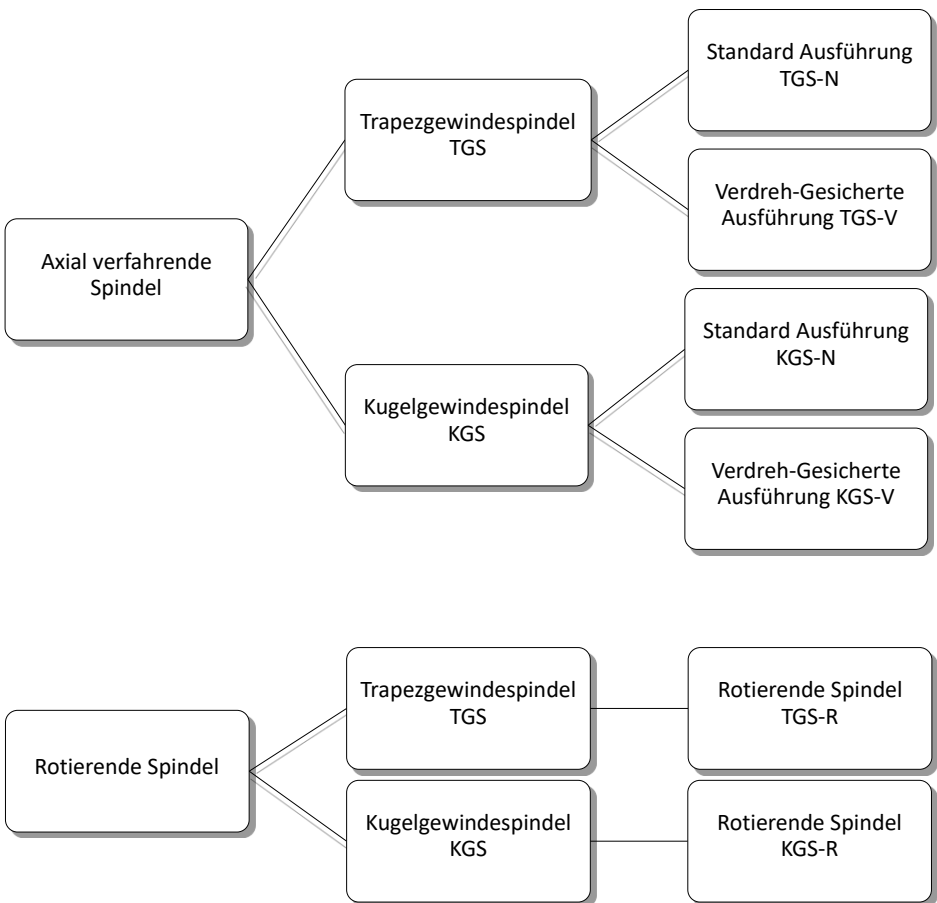 Axial verfahrende
Spindel
Trapezgewindespindel
TGS
Standard Ausführung
TGS-N
Verdreh-Gesicherte
Ausführung TGS-V
Kugelgewindespindel
KGS
Standard Ausführung
KGS-N
Verdreh-Gesicherte
Ausführung KGS-V
Rotierende Spindel
Trapezgewindespindel
TGS
Rotierende Spindel
TGS-R
Kugelgewindespindel
KGS
Rotierende Spindel
KGS-R